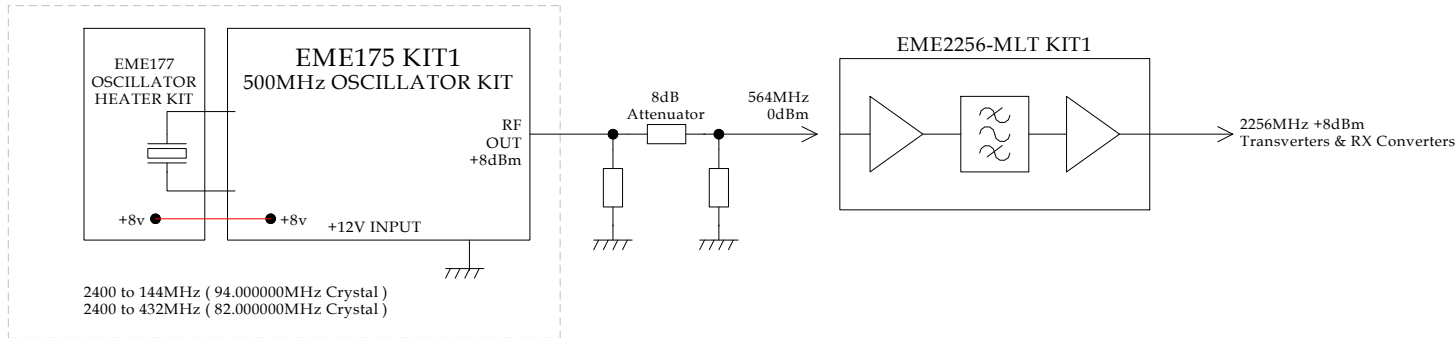 EME177
OSCILLATOR
HEATER KIT
EME175 KIT1
500MHz OSCILLATOR KIT
RF
OUT
+8dBm
+8v
+8v
+12V INPUT
2400 to 144MHz ( 94.000000MHz Crystal )
2400 to 432MHz ( 82.000000MHz Crystal )
8dB
Attenuator
564MHz
0dBm
EME2256-MLT KIT1
2256MHz +8dBm
Transverters & RX Converters